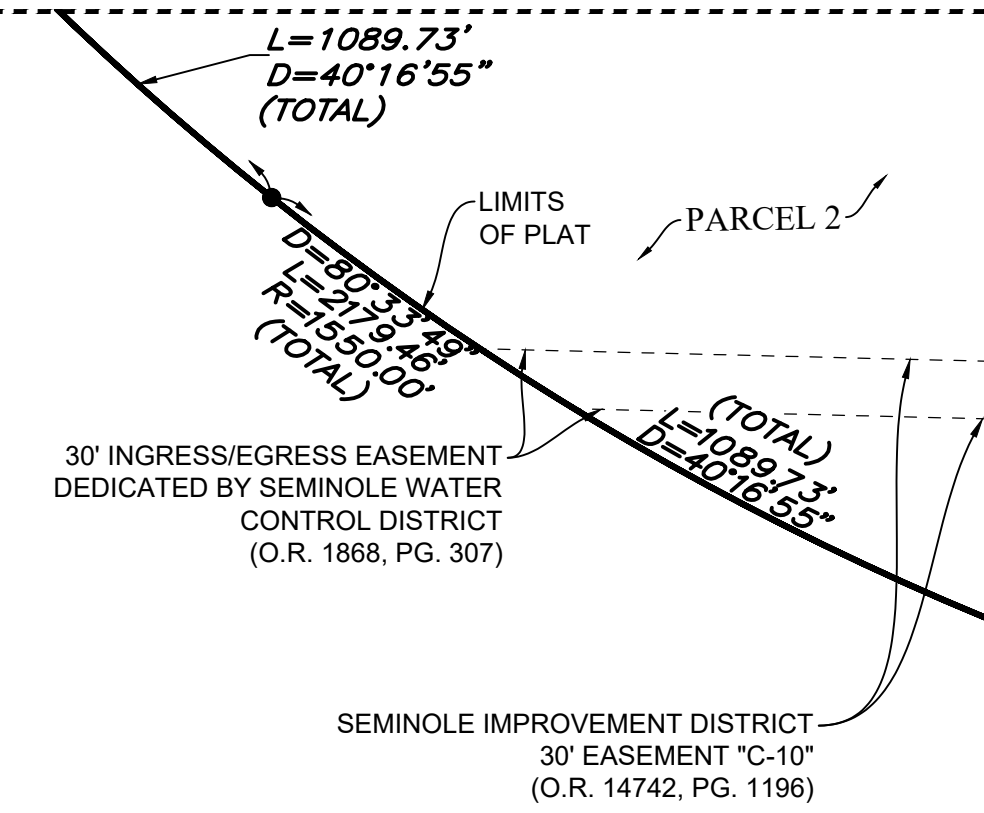 L=1089.73'
D=40°16'55"
(TOTAL)
LIMITS
OF PLAT
PARCEL 2
D=80°33'49"
L=2179.46'
R=1550.00'
(TOTAL)
(TOTAL)
L=1089.73'
D=40°16'55"
30' INGRESS/EGRESS EASEMENT
DEDICATED BY SEMINOLE WATER
CONTROL DISTRICT
(O.R. 1868, PG. 307)
SEMINOLE IMPROVEMENT DISTRICT
30' EASEMENT "C-10"
(O.R. 14742, PG. 1196)